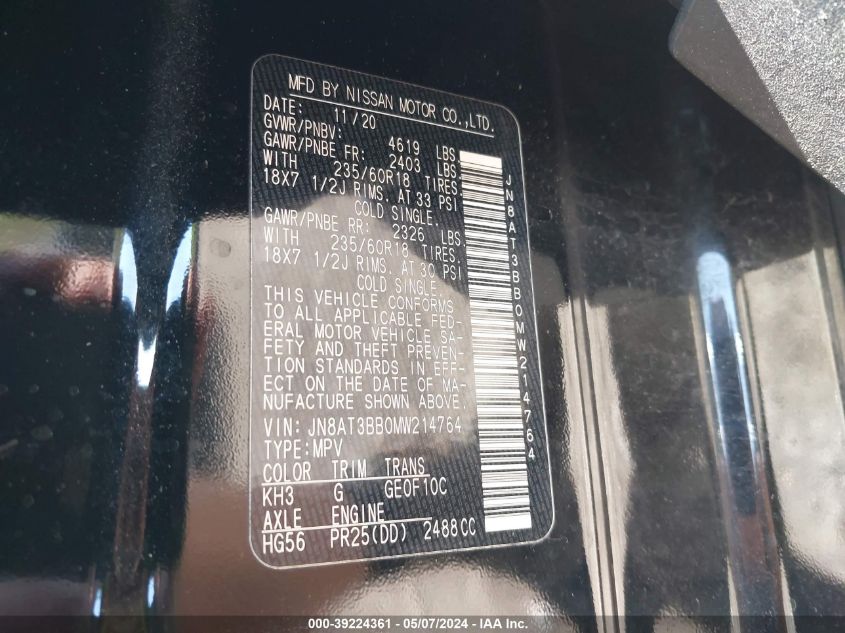 MFD BY NISSAN MOTOR CO.,LTD.
DATE: 11/20
GVWR/PNBV: 4619 LBS
GAWR/PNBE FR: 2403 LBS
WITH 235/60R18 TIRES.
18X7 1/2J RIMS. AT 33 PSI
COLD SINGLE.
GAWR/PNBE RR: 2326 LBS.
WITH 235/60R18 TIRES.
18X7 1/2J RIMS. AT 30 PSI
COLD SINGLE.
THIS VEHICLE CONFORMS
TO ALL APPLICABLE FED-
ERAL MOTOR VEHICLE SA-
FETY AND THEFT PREVEN-
TION STANDARDS IN EFF-
ECT ON THE DATE OF MA-
NUFACTURE SHOWN ABOVE.
VIN: JN8AT3BB0MW214764
TYPE:MPV
COLOR TRIM TRANS
KH3 G GE0F10C
AXLE ENGINE
HG56 PR25(DD) 2488CC
JN8AT3BB0MW214764
000-39224361 - 05/07/2024 - IAA Inc.